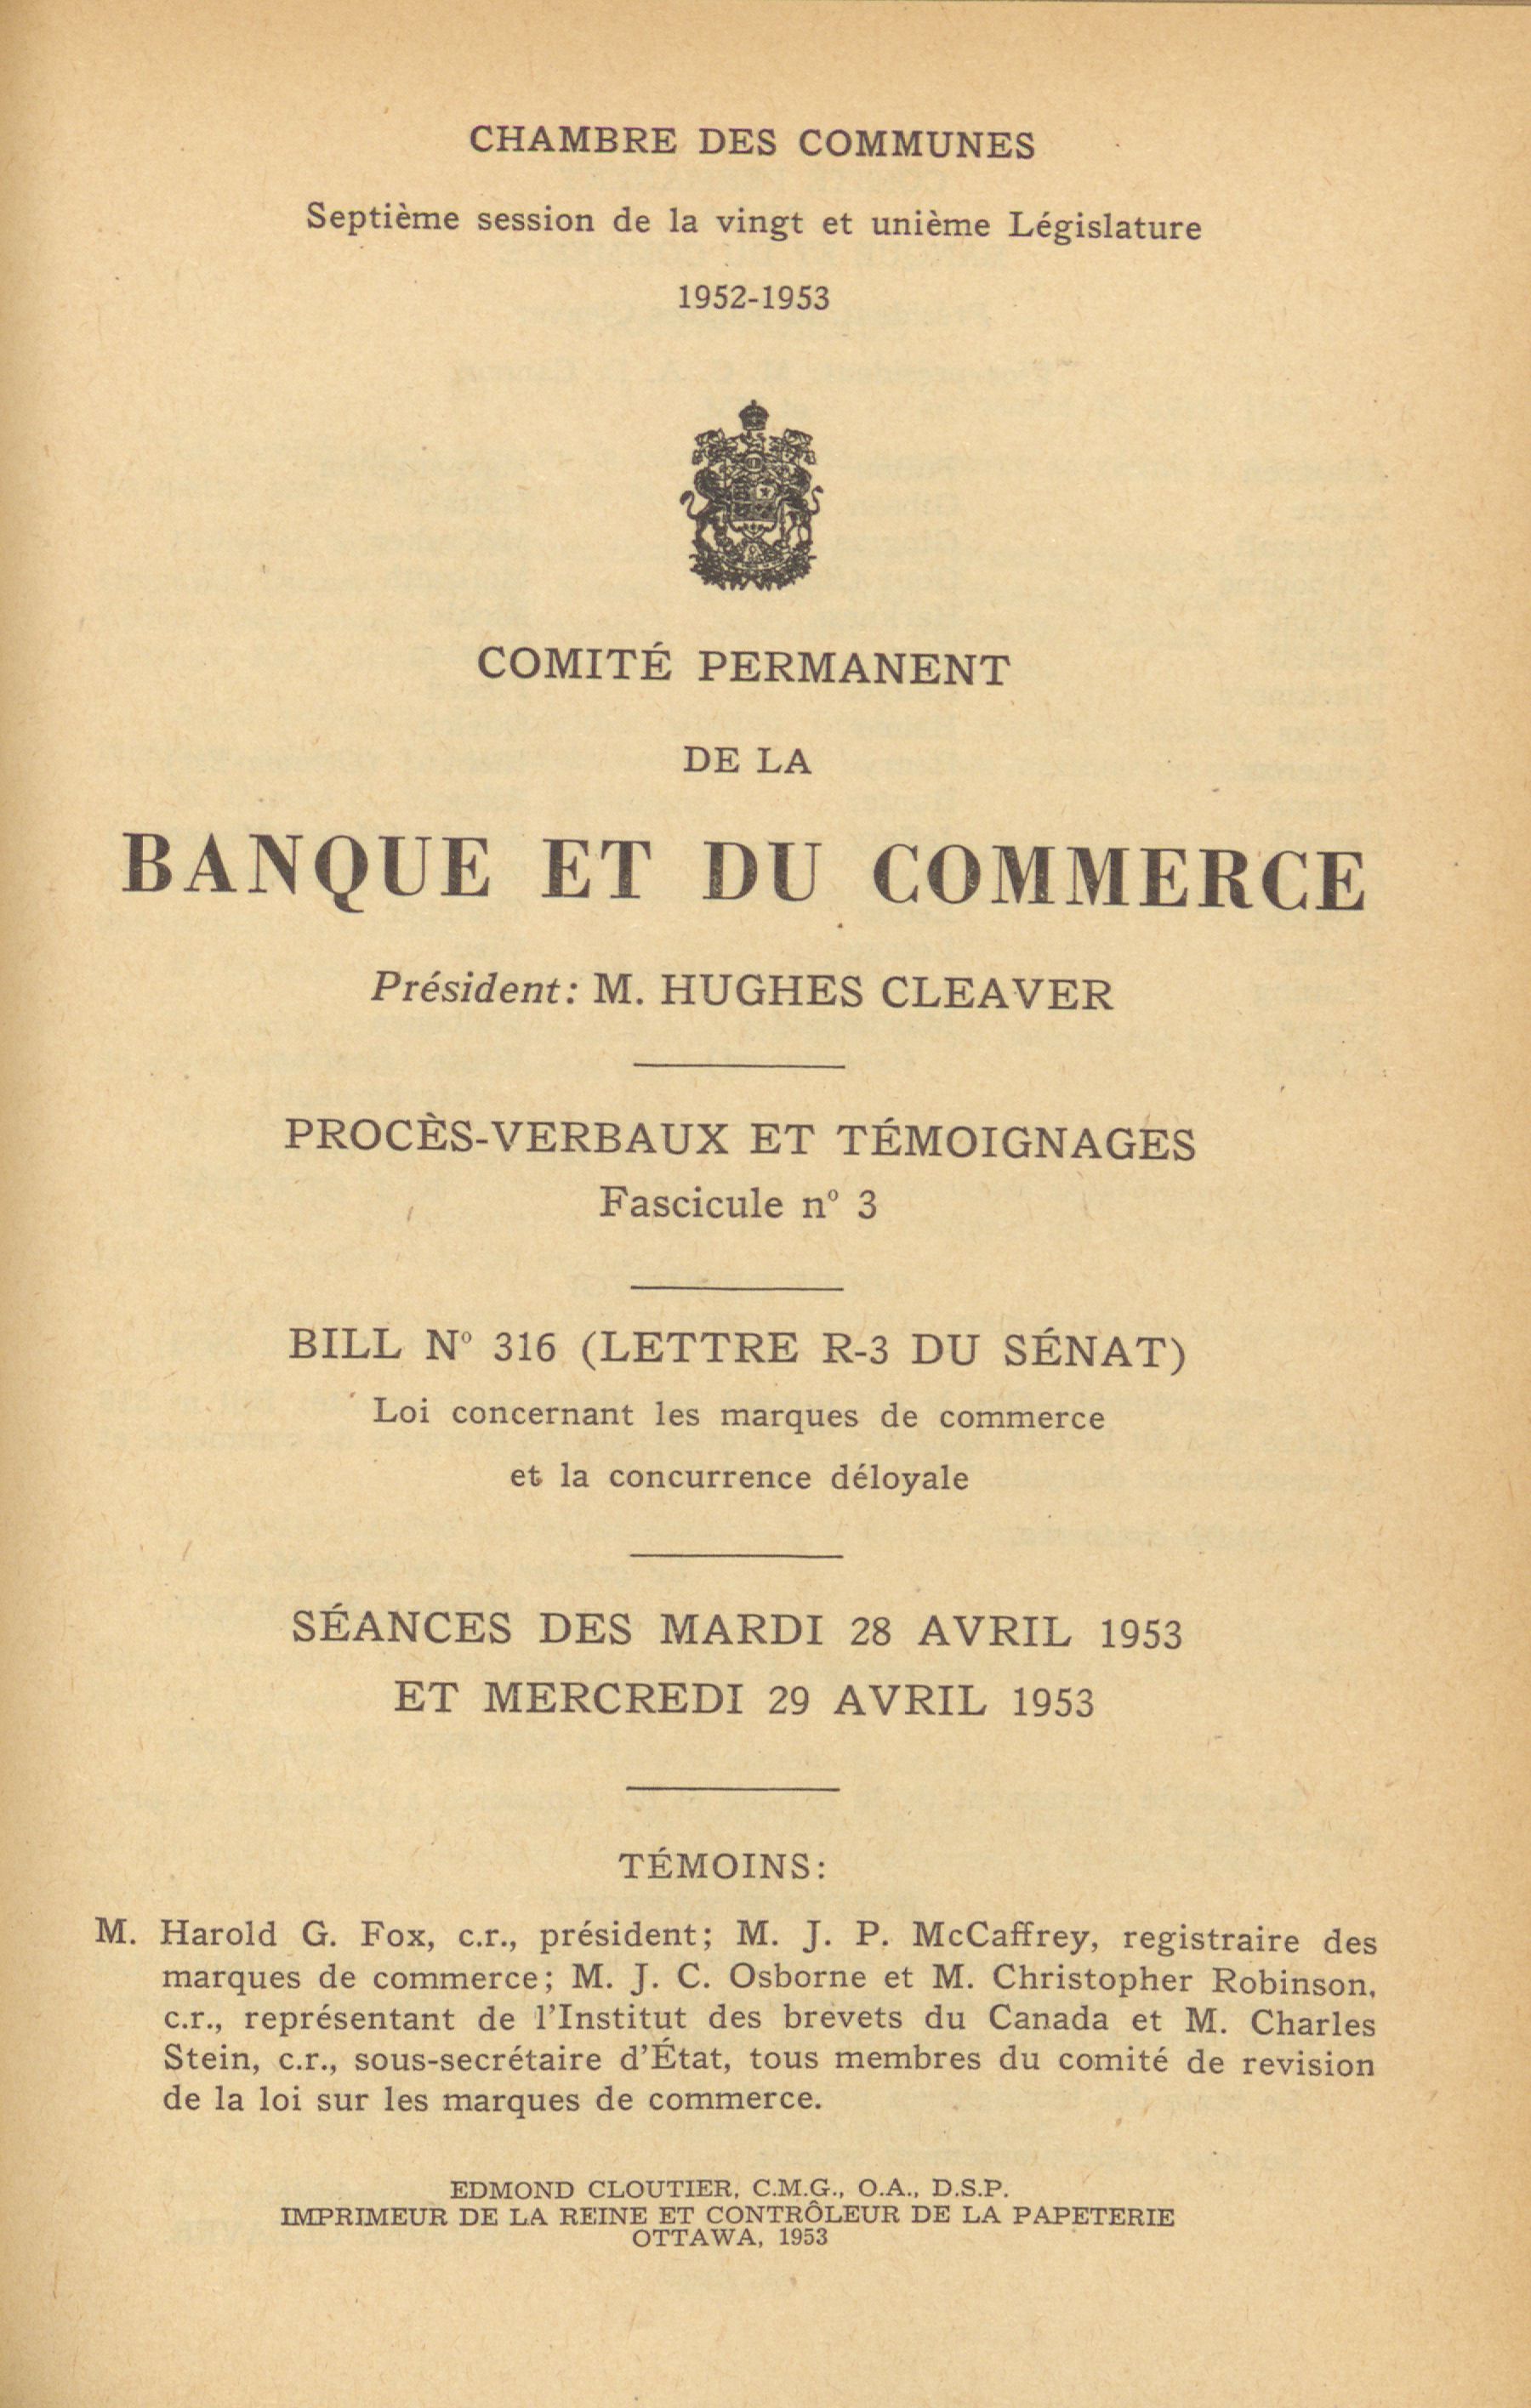 CHAMBRE DES COMMUNES
Septième session de la vingt et unième Législature
1952-1953
COMITÉ PERMANENT
DE LA
BANQUE ET DU COMMERCE
Président: M. HUGHES CLEAVER
PROCÈS-VERBAUX ET TÉMOIGNAGES
Fascicule nº 3
BILL Nº 316 (LETTRE R-3 DU SÉNAT)
Loi concernant les marques de commerce
et la concurrence déloyale
SÉANCES DES MARDI 28 AVRIL 1953
ET MERCREDI 29 AVRIL 1953
TÉMOINS:
M. Harold G. Fox, c.r., président; M. J. P. McCaffrey, registraire des
marques de commerce; M. J. C. Osborne et M. Christopher Robinson,
c.r., représentant de l'Institut des brevets du Canada et M. Charles
Stein, c.r., sous-secrétaire d'État, tous membres du comité de revision
de la loi sur les marques de commerce.
EDMOND CLOUTIER, C.M.G., O.A., D.S.P.
IMPRIMEUR DE LA REINE ET CONTRÔLEUR DE LA PAPETERIE
OTTAWA, 1953